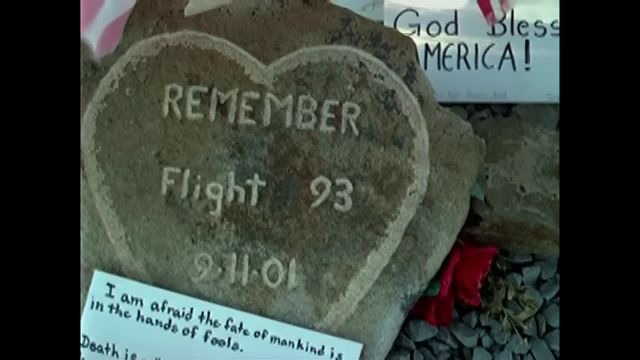 God Bless
AMERICA!
REMEMBER
Flight 93
9·11·01
I am afraid the fate of mankind is
in the hands of fools.
Death is